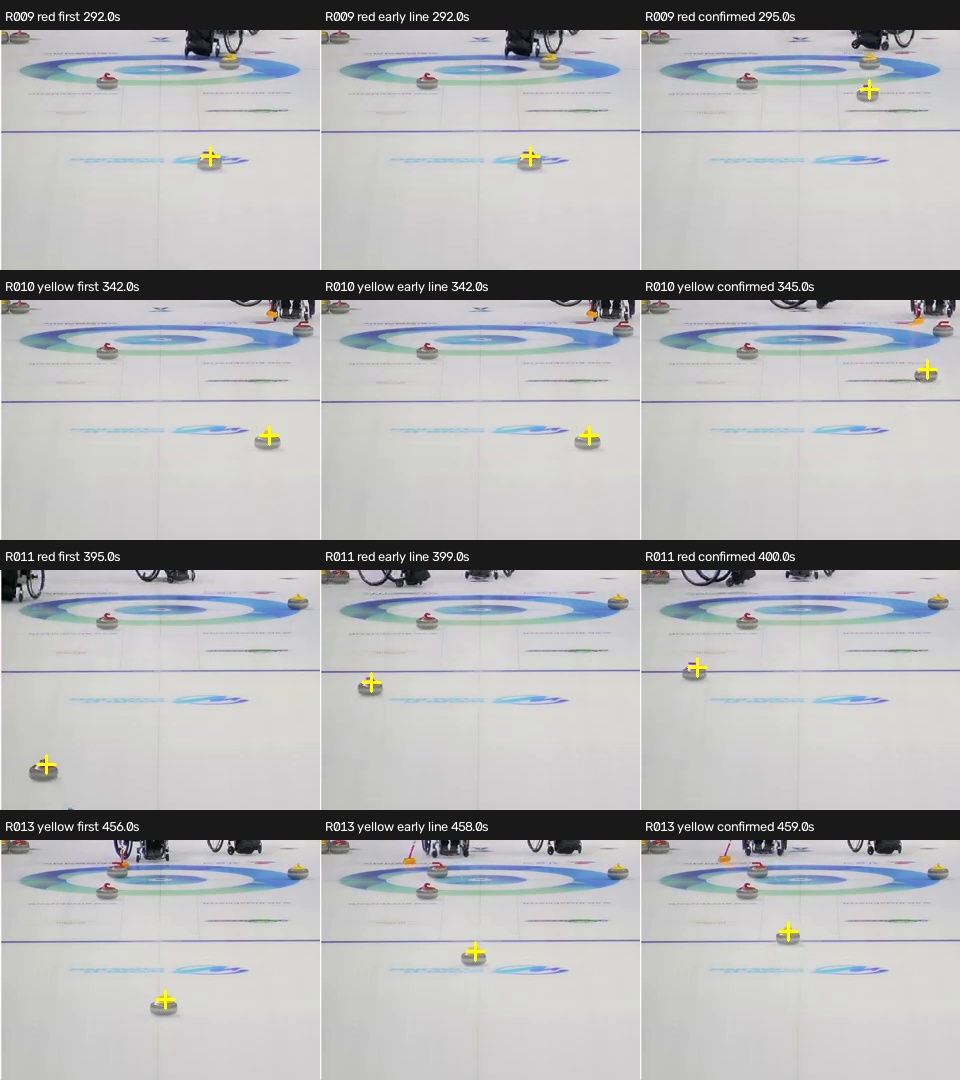 R009 red first 292.0s
R009 red early line 292.0s
R009 red confirmed 295.0s
R010 yellow first 342.0s
R010 yellow early line 342.0s
R010 yellow confirmed 345.0s
R011 red first 395.0s
R011 red early line 399.0s
R011 red confirmed 400.0s
R013 yellow first 456.0s
R013 yellow early line 458.0s
R013 yellow confirmed 459.0s